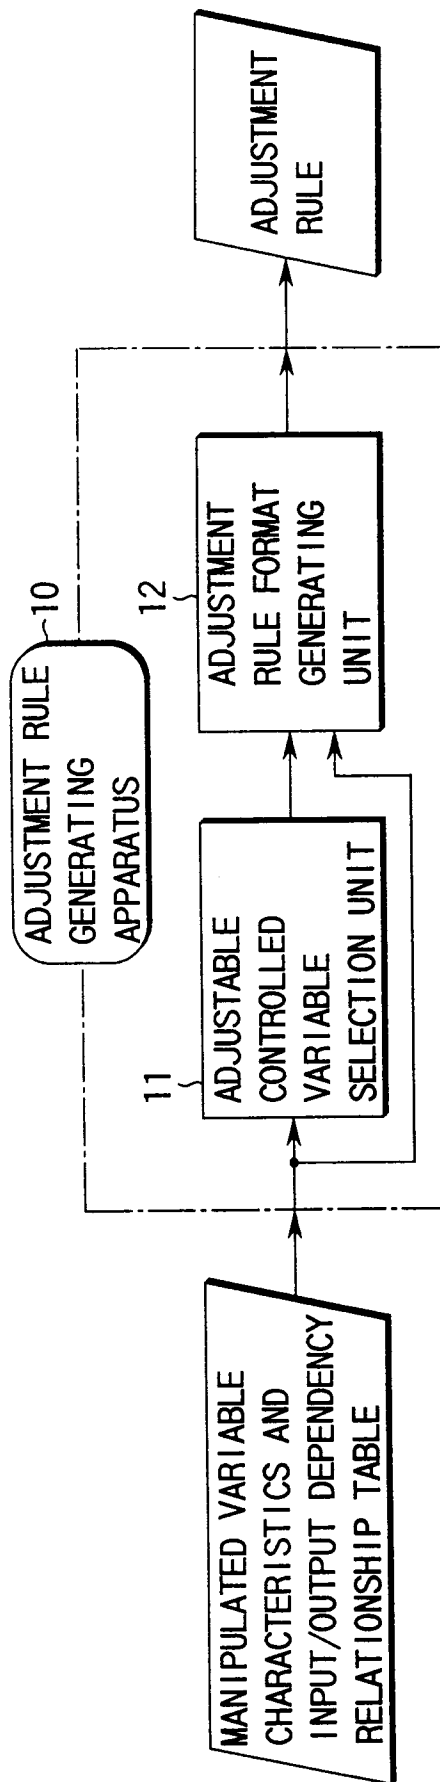 MANIPULATED VARIABLE
CHARACTERISTICS AND
INPUT/OUTPUT DEPENDENCY
RELATIONSHIP TABLE
ADJUSTMENT RULE
GENERATING
APPARATUS
10
11
ADJUSTABLE
CONTROLLED
VARIABLE
SELECTION UNIT
12
ADJUSTMENT
RULE FORMAT
GENERATING
UNIT
ADJUSTMENT
RULE